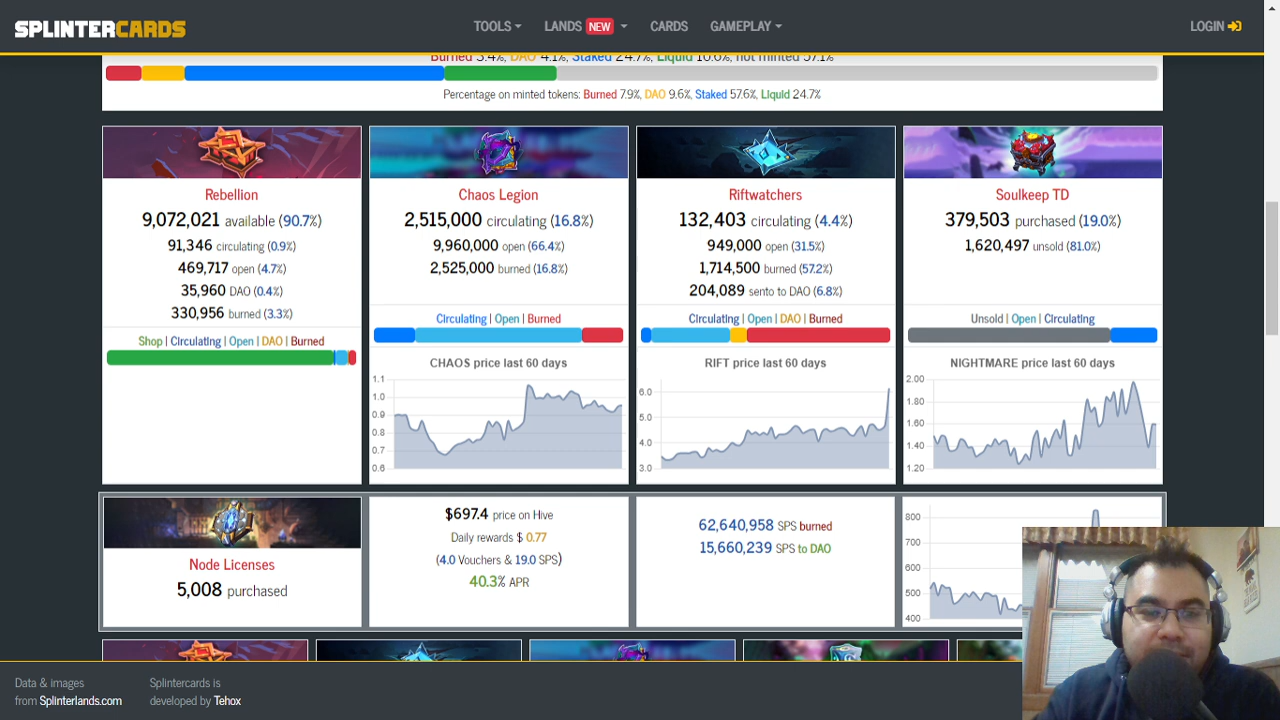 SPLINTERCARDS
TOOLS
LANDS NEW
CARDS
GAMEPLAY
LOGIN
Burned 3.4%, DAO 4.1%, Staked 24.7%, Liquid 10.6%, not minted 57.1%
Percentage on minted tokens: Burned 7.9%, DAO 9.6%, Staked 57.6%, Liquid 24.7%
Rebellion
9,072,021 available (90.7%)
91,346 circulating (0.9%)
469,717 open (4.7%)
35,960 DAO (0.4%)
330,956 burned (3.3%)
Shop | Circulating | Open | DAO | Burned
Chaos Legion
2,515,000 circulating (16.8%)
9,960,000 open (66.4%)
2,525,000 burned (16.8%)
Circulating | Open | Burned
CHAOS price last 60 days
1.1
1.0
0.9
0.8
0.7
0.6
Riftwatchers
132,403 circulating (4.4%)
949,000 open (31.5%)
1,714,500 burned (57.2%)
204,089 sento to DAO (6.8%)
Circulating | Open | DAO | Burned
RIFT price last 60 days
6.0
5.0
4.0
3.0
Soulkeep TD
379,503 purchased (19.0%)
1,620,497 unsold (81.0%)
Unsold | Open | Circulating
NIGHTMARE price last 60 days
2.00
1.80
1.60
1.40
1.20
Node Licenses
5,008 purchased
$697.4 price on Hive
Daily rewards $ 0.77
(4.0 Vouchers & 19.0 SPS)
40.3% APR
62,640,958 SPS burned
15,660,239 SPS to DAO
800
700
600
500
400
Data & images
from Splinterlands.com
Splintercards is
developed by Tehox